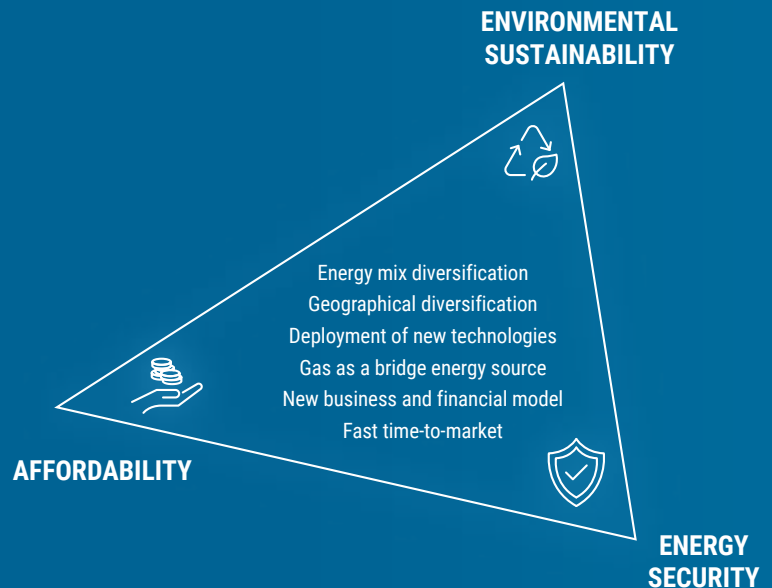 ENVIRONMENTAL
SUSTAINABILITY
Energy mix diversification
Geographical diversification
Deployment of new technologies
Gas as a bridge energy source
New business and financial model
Fast time-to-market
AFFORDABILITY
ENERGY
SECURITY